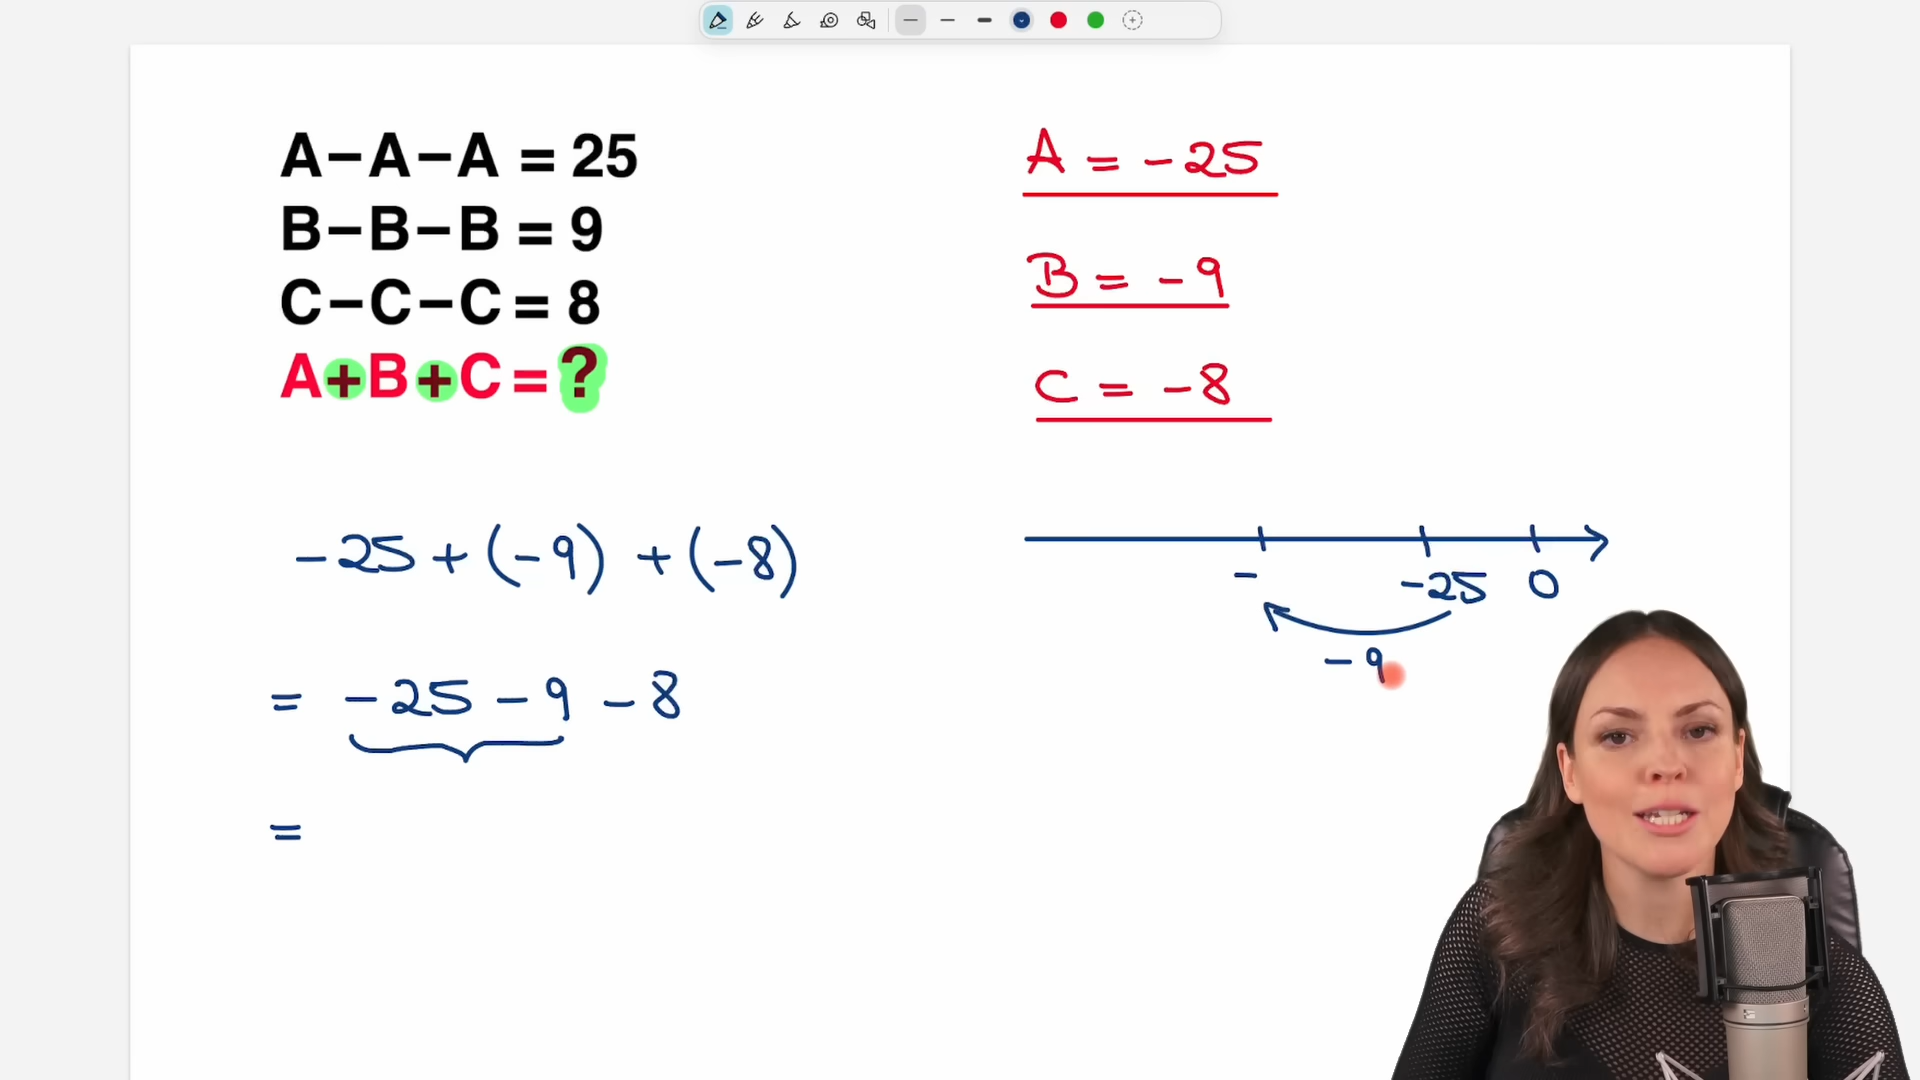 A–A–A = 25
B–B–B = 9
C–C–C = 8
A+B+C = ?
A = -25
B = -9
C = -8
-25 + (-9) + (-8)
= -25 - 9 - 8
=
- -25 0
-9